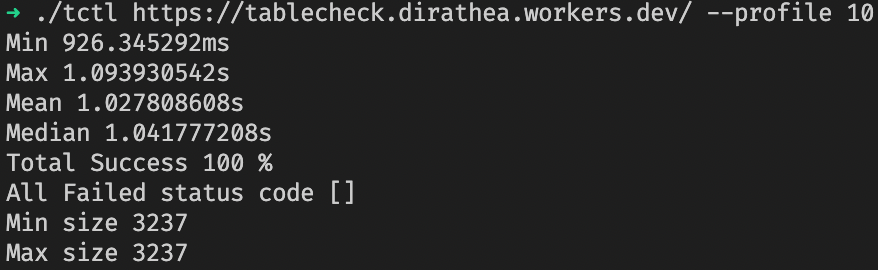 ➜ ./tctl https://tablecheck.dirathea.workers.dev/ --profile 10
Min 926.345292ms
Max 1.093930542s
Mean 1.027808608s
Median 1.041777208s
Total Success 100 %
All Failed status code []
Min size 3237
Max size 3237